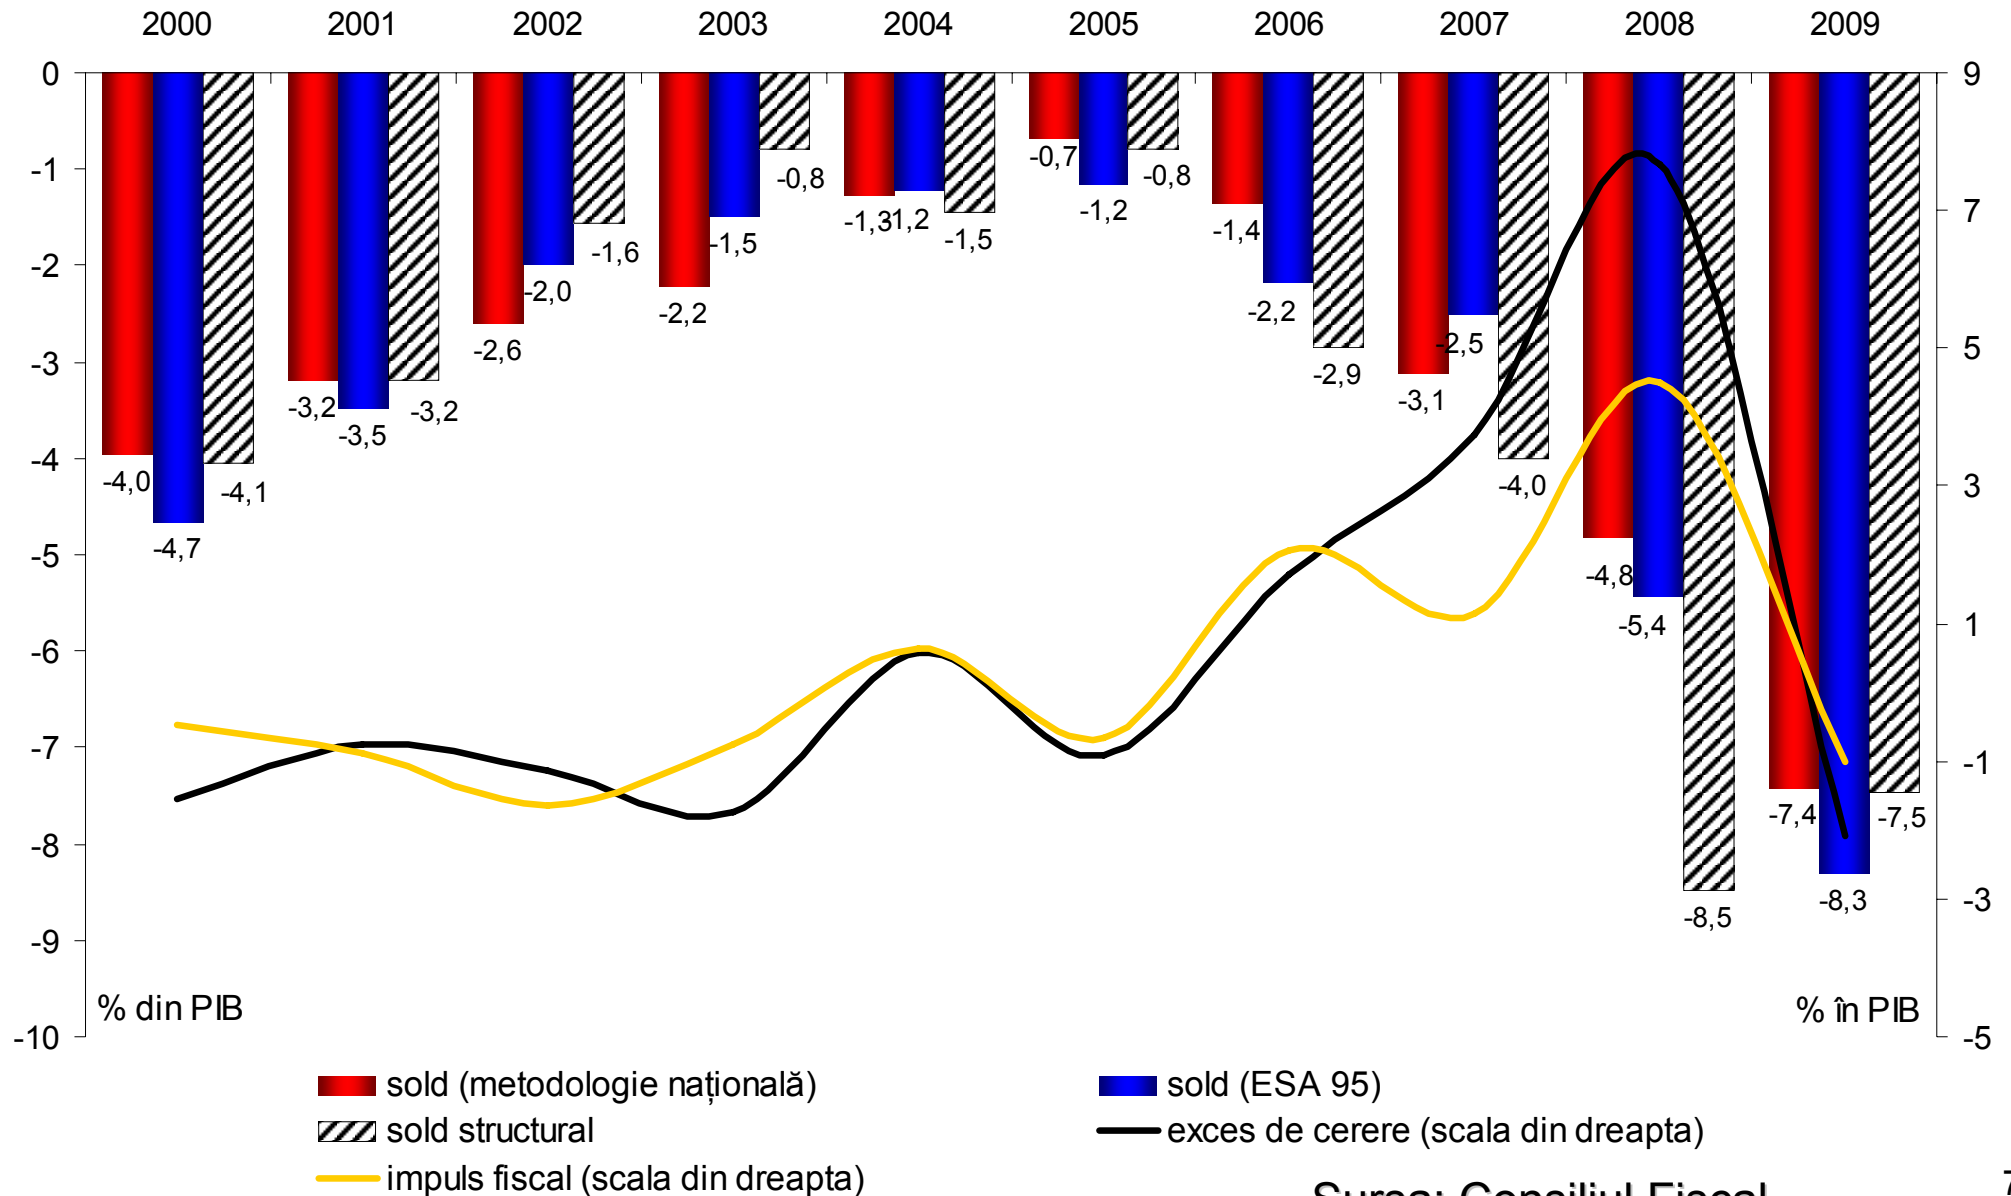 2000 2001 2002 2003 2004 2005 2006 2007 2008 2009
0 9
-1
7
-2
-3
5
-4
3
-5
1
-6
-7
-1
-8
-3
-9
-10 -5
-4,0 -4,7 -4,1
-3,2 -3,5 -3,2
-2,6 -2,0 -1,6
-2,2 -1,5 -0,8
-1,3 -1,2 -1,5
-0,7 -1,2 -0,8
-1,4 -2,2 -2,9
-3,1 -2,5 -4,0
-4,8 -5,4 -8,5
-7,4 -8,3 -7,5
% din PIB % în PIB
sold (metodologie națională) sold (ESA 95)
sold structural exces de cerere (scala din dreapta)
impuls fiscal (scala din dreapta)
Sursa: Consiliul Fiscal